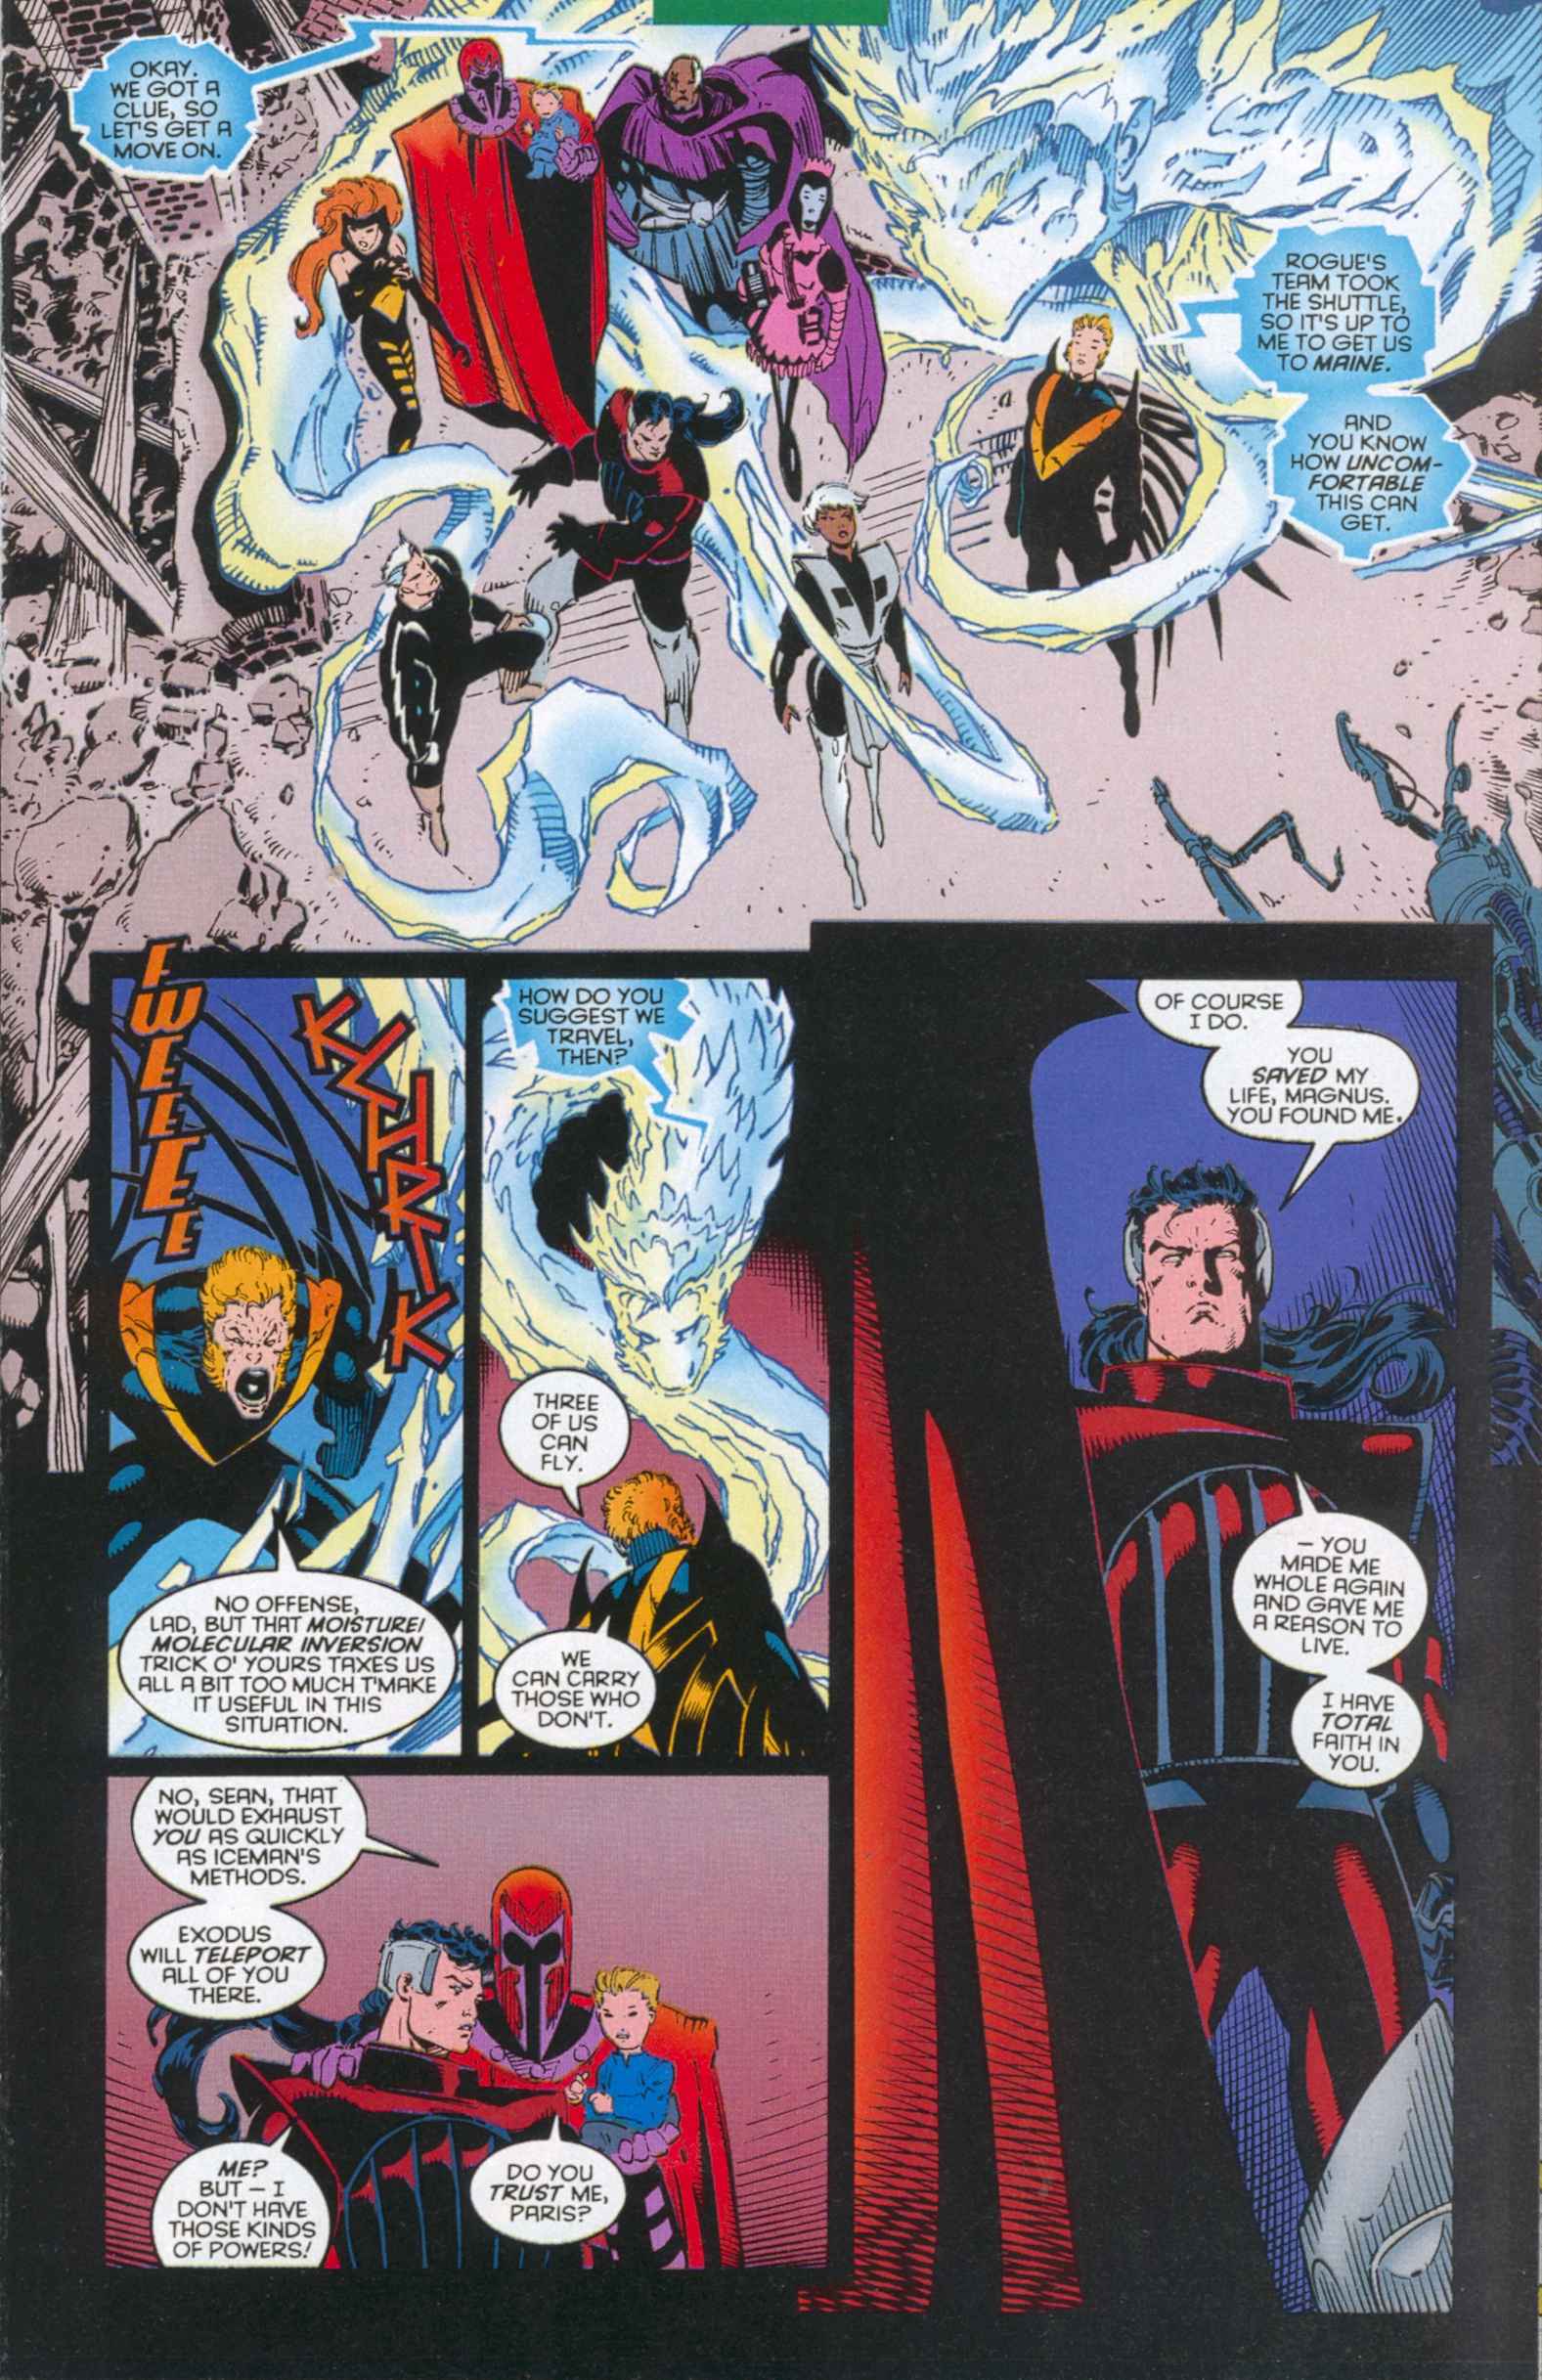 OKAY.
WE GOT A
CLUE, SO
LET'S GET A
MOVE ON.
ROGUE'S
TEAM TOOK
THE SHUTTLE,
SO IT'S UP TO
ME TO GET US
TO MAINE.
AND
YOU KNOW
HOW UNCOM-
FORTABLE
THIS CAN
GET.
FWEEEEE
KYHRIK
NO OFFENSE,
LAD, BUT THAT MOISTURE/
MOLECULAR INVERSION
TRICK O' YOURS TAXES US
ALL A BIT TOO MUCH T'MAKE
IT USEFUL IN THIS
SITUATION.
HOW DO YOU
SUGGEST WE
TRAVEL,
THEN?
THREE
OF US
CAN
FLY.
WE
CAN CARRY
THOSE WHO
DON'T.
NO, SEAN, THAT
WOULD EXHAUST
YOU AS QUICKLY
AS ICEMAN'S
METHODS.
EXODUS
WILL TELEPORT
ALL OF YOU
THERE.
ME?
BUT — I
DON'T HAVE
THOSE KINDS
OF POWERS!
DO YOU
TRUST ME,
PARIS?
OF COURSE
I DO.
YOU
SAVED MY
LIFE, MAGNUS.
YOU FOUND ME.
— YOU
MADE ME
WHOLE AGAIN
AND GAVE ME
A REASON TO
LIVE.
I HAVE
TOTAL
FAITH IN
YOU.